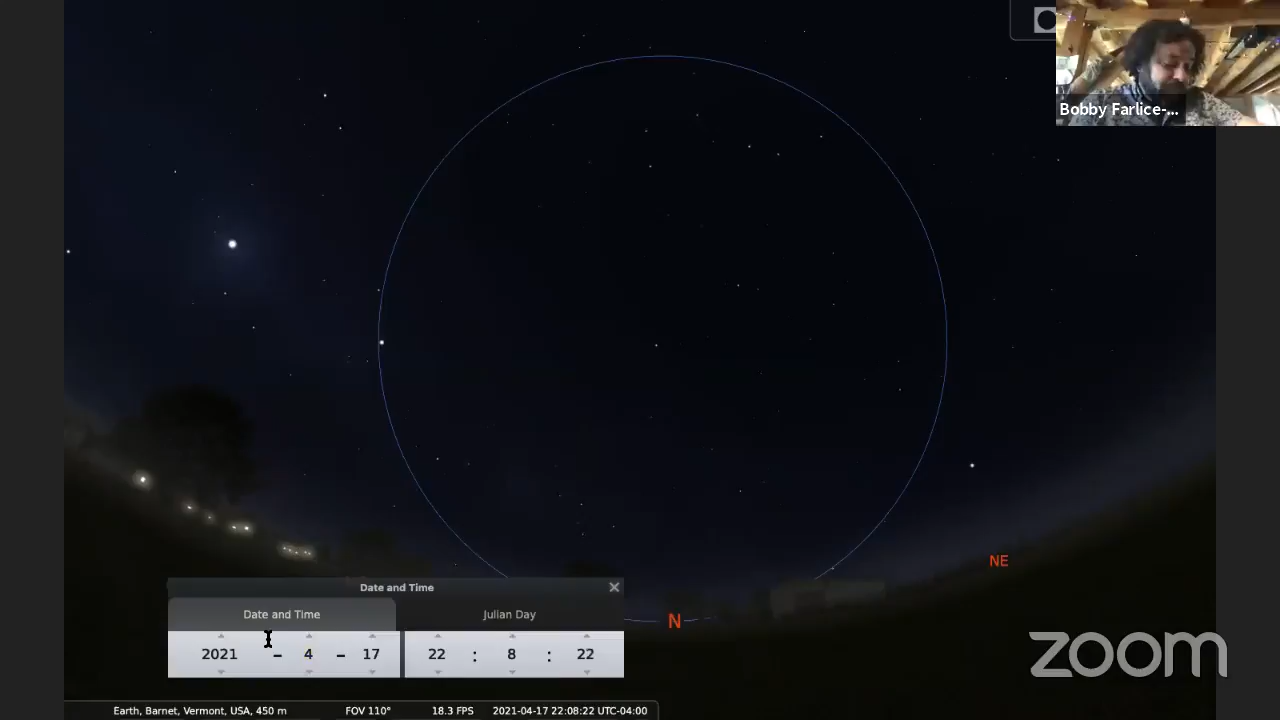 Bobby Farlice-...
NE
N
Date and Time
Date and Time
Julian Day
2021 - 4 - 17 22 : 8 : 22
zoom
Earth, Barnet, Vermont, USA, 450 m FOV 110° 18.3 FPS 2021-04-17 22:08:22 UTC-04:00